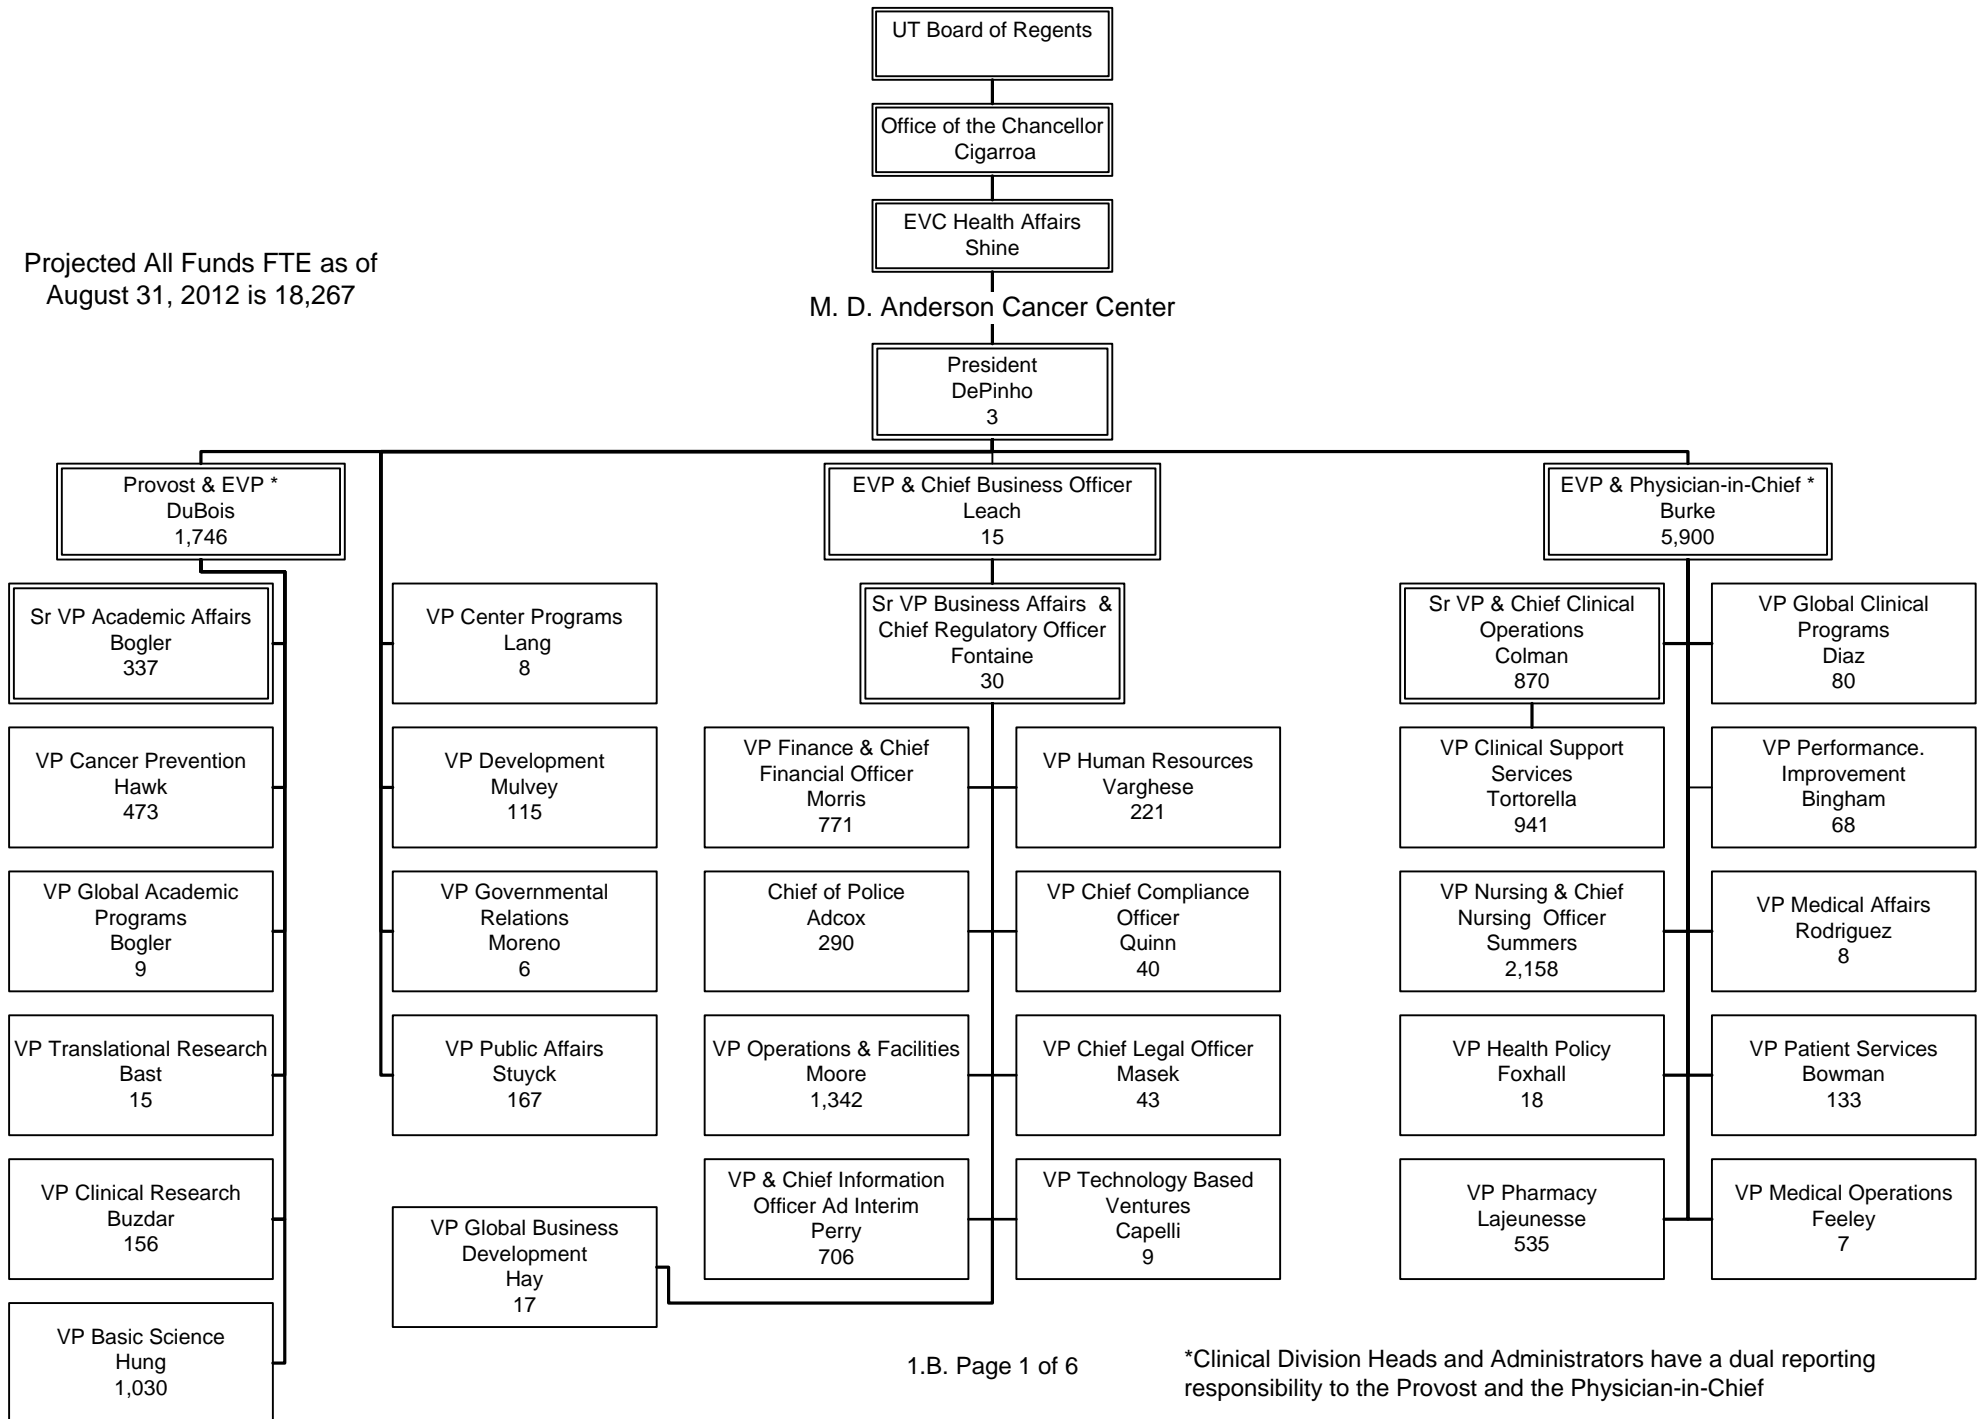 UT Board of Regents
Office of the Chancellor
Cigarroa
EVC Health Affairs
Shine
Projected All Funds FTE as of
August 31, 2012 is 18,267
M. D. Anderson Cancer Center
President
DePinho
3
Provost & EVP *
DuBois
1,746
EVP & Chief Business Officer
Leach
15
EVP & Physician-in-Chief *
Burke
5,900
Sr VP Academic Affairs
Bogler
337
VP Center Programs
Lang
8
Sr VP Business Affairs &
Chief Regulatory Officer
Fontaine
30
Sr VP & Chief Clinical
Operations
Colman
870
VP Global Clinical
Programs
Diaz
80
VP Cancer Prevention
Hawk
473
VP Development
Mulvey
115
VP Finance & Chief
Financial Officer
Morris
771
VP Human Resources
Varghese
221
VP Clinical Support
Services
Tortorella
941
VP Performance.
Improvement
Bingham
68
VP Global Academic
Programs
Bogler
9
VP Governmental
Relations
Moreno
6
Chief of Police
Adcox
290
VP Chief Compliance
Officer
Quinn
40
VP Nursing & Chief
Nursing Officer
Summers
2,158
VP Medical Affairs
Rodriguez
8
VP Translational Research
Bast
15
VP Public Affairs
Stuyck
167
VP Operations & Facilities
Moore
1,342
VP Chief Legal Officer
Masek
43
VP Health Policy
Foxhall
18
VP Patient Services
Bowman
133
VP Clinical Research
Buzdar
156
VP Global Business
Development
Hay
17
VP & Chief Information
Officer Ad Interim
Perry
706
VP Technology Based
Ventures
Capelli
9
VP Pharmacy
Lajeunesse
535
VP Medical Operations
Feeley
7
VP Basic Science
Hung
1,030
1.B. Page 1 of 6
*Clinical Division Heads and Administrators have a dual reporting
responsibility to the Provost and the Physician-in-Chief